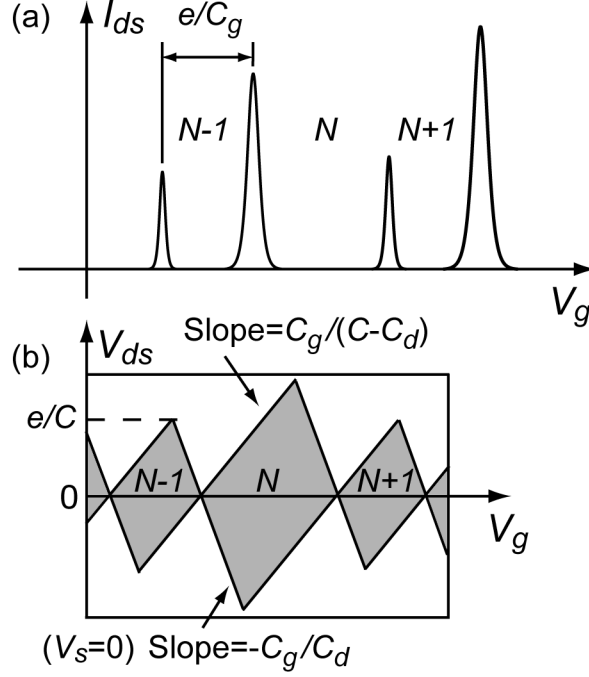 (a)
I_ds
e/C_g
N-1
N
N+1
V_g
(b)
V_ds
Slope=C_g/(C-C_d)
e/C
0
N-1
N
N+1
V_g
(V_s=0) Slope=-C_g/C_d